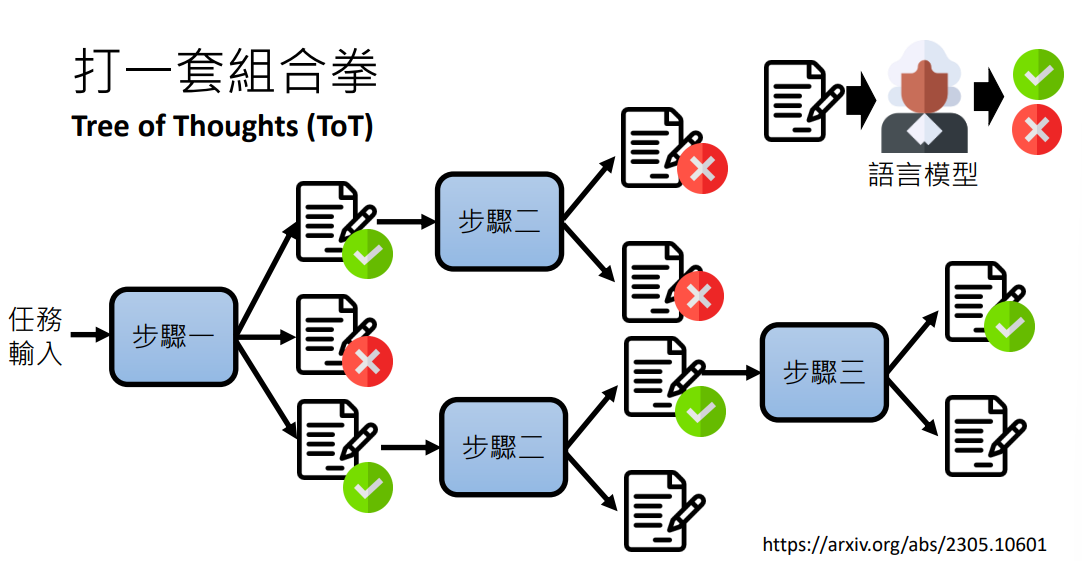 打一套組合拳
Tree of Thoughts (ToT)
語言模型
任務
輸入
步驟一
步驟二
步驟二
步驟三
https://arxiv.org/abs/2305.10601